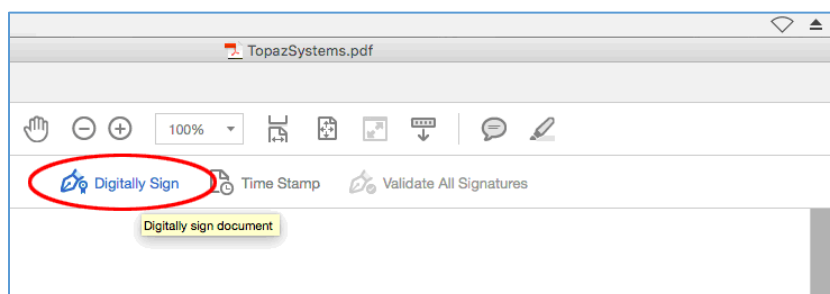 TopazSystems.pdf
100%
Digitally Sign Time Stamp Validate All Signatures
Digitally sign document